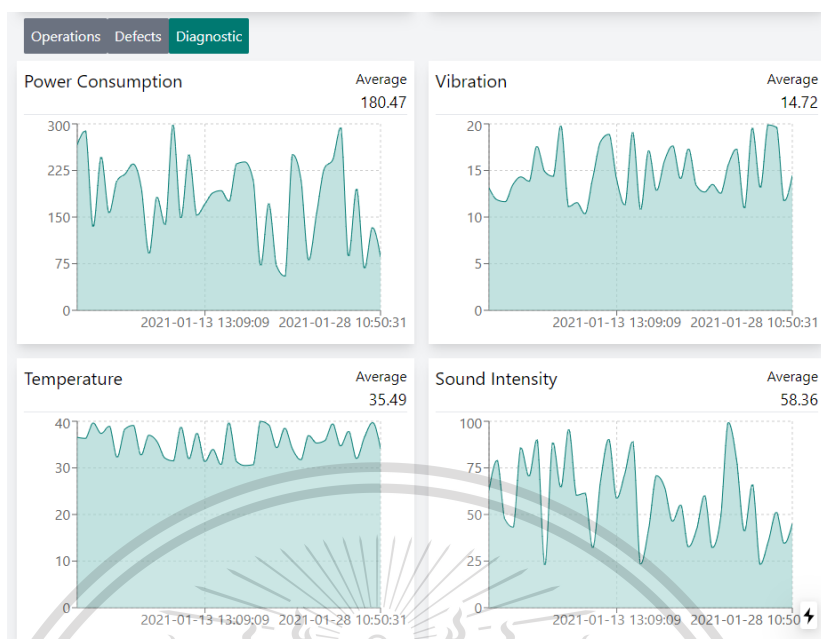 Operations Defects Diagnostic
Power Consumption
Average
180.47
300
225
150
75
0
2021-01-13 13:09:09 2021-01-28 10:50:31
Vibration
Average
14.72
20
15
10
5
0
2021-01-13 13:09:09 2021-01-28 10:50:31
Temperature
Average
35.49
40
30
20
10
0
2021-01-13 13:09:09 2021-01-28 10:50:31
Sound Intensity
Average
58.36
100
75
50
25
0
2021-01-13 13:09:09 2021-01-28 10:50